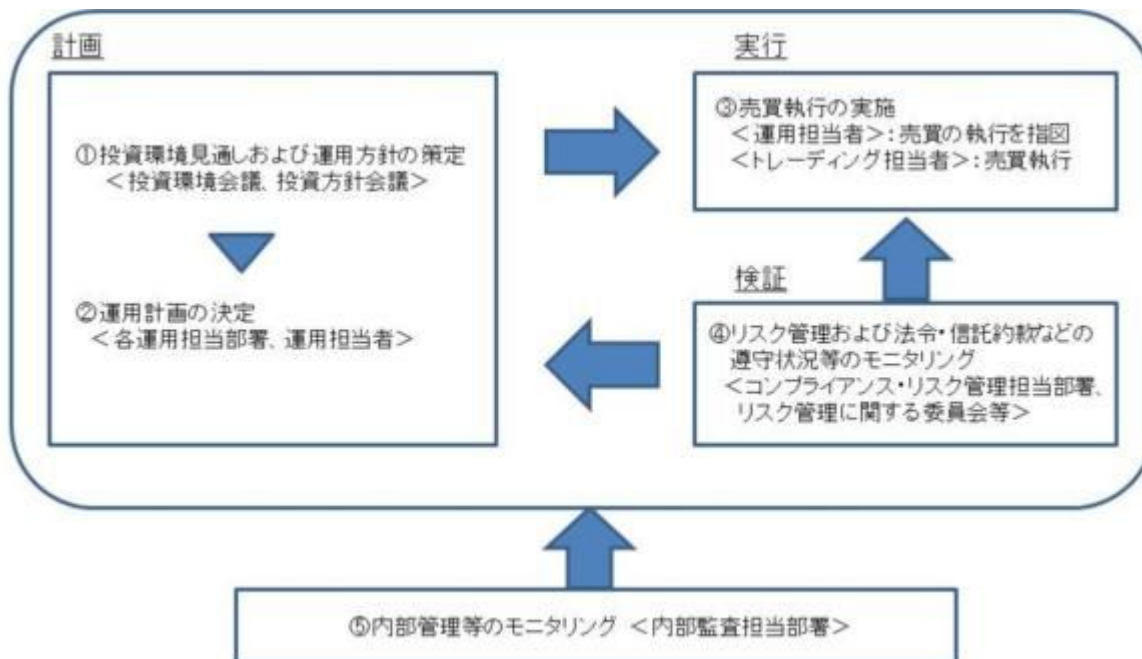 計画
①投資環境見通しおよび運用方針の策定
＜投資環境会議、投資方針会議＞
②運用計画の決定
＜各運用担当部署、運用担当者＞
実行
③売買執行の実施
＜運用担当者＞：売買の執行を指図
＜トレーディング担当者＞：売買執行
検証
④リスク管理および法令・信託約款などの
遵守状況等のモニタリング
＜コンプライアンス・リスク管理担当部署、
リスク管理に関する委員会等＞
⑤内部管理等のモニタリング ＜内部監査担当部署＞